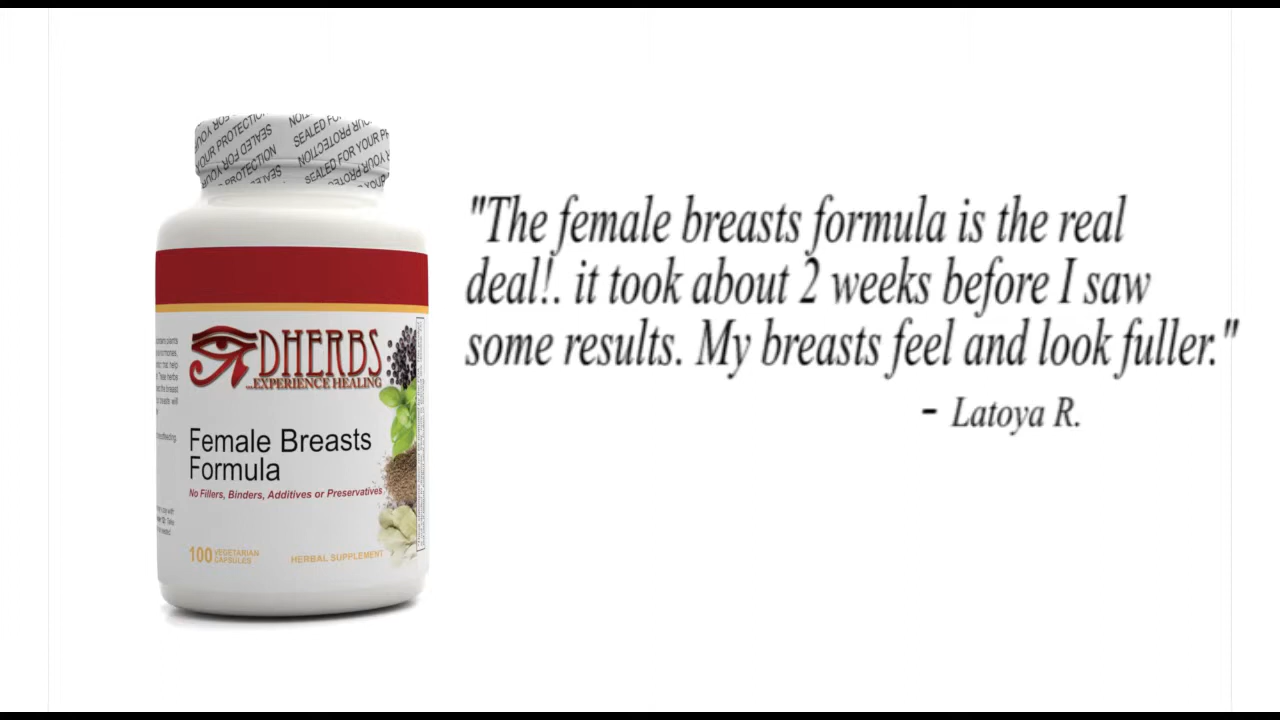 SEALED FOR YOUR PROTECTION
DHERBS
...EXPERIENCE HEALING
Female Breasts
Formula
No Fillers, Binders, Additives or Preservatives
100 VEGETARIAN
CAPSULES
HERBAL SUPPLEMENT
"The female breasts formula is the real
deal!. it took about 2 weeks before I saw
some results. My breasts feel and look fuller."
- Latoya R.